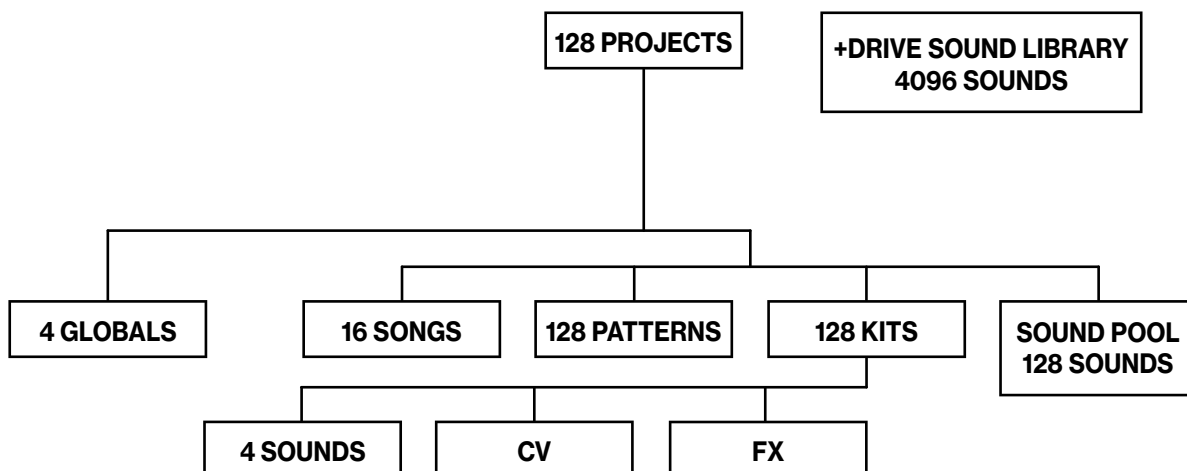 128 PROJECTS
+DRIVE SOUND LIBRARY
4096 SOUNDS
4 GLOBALS
16 SONGS
128 PATTERNS
128 KITS
SOUND POOL
128 SOUNDS
4 SOUNDS
CV
FX